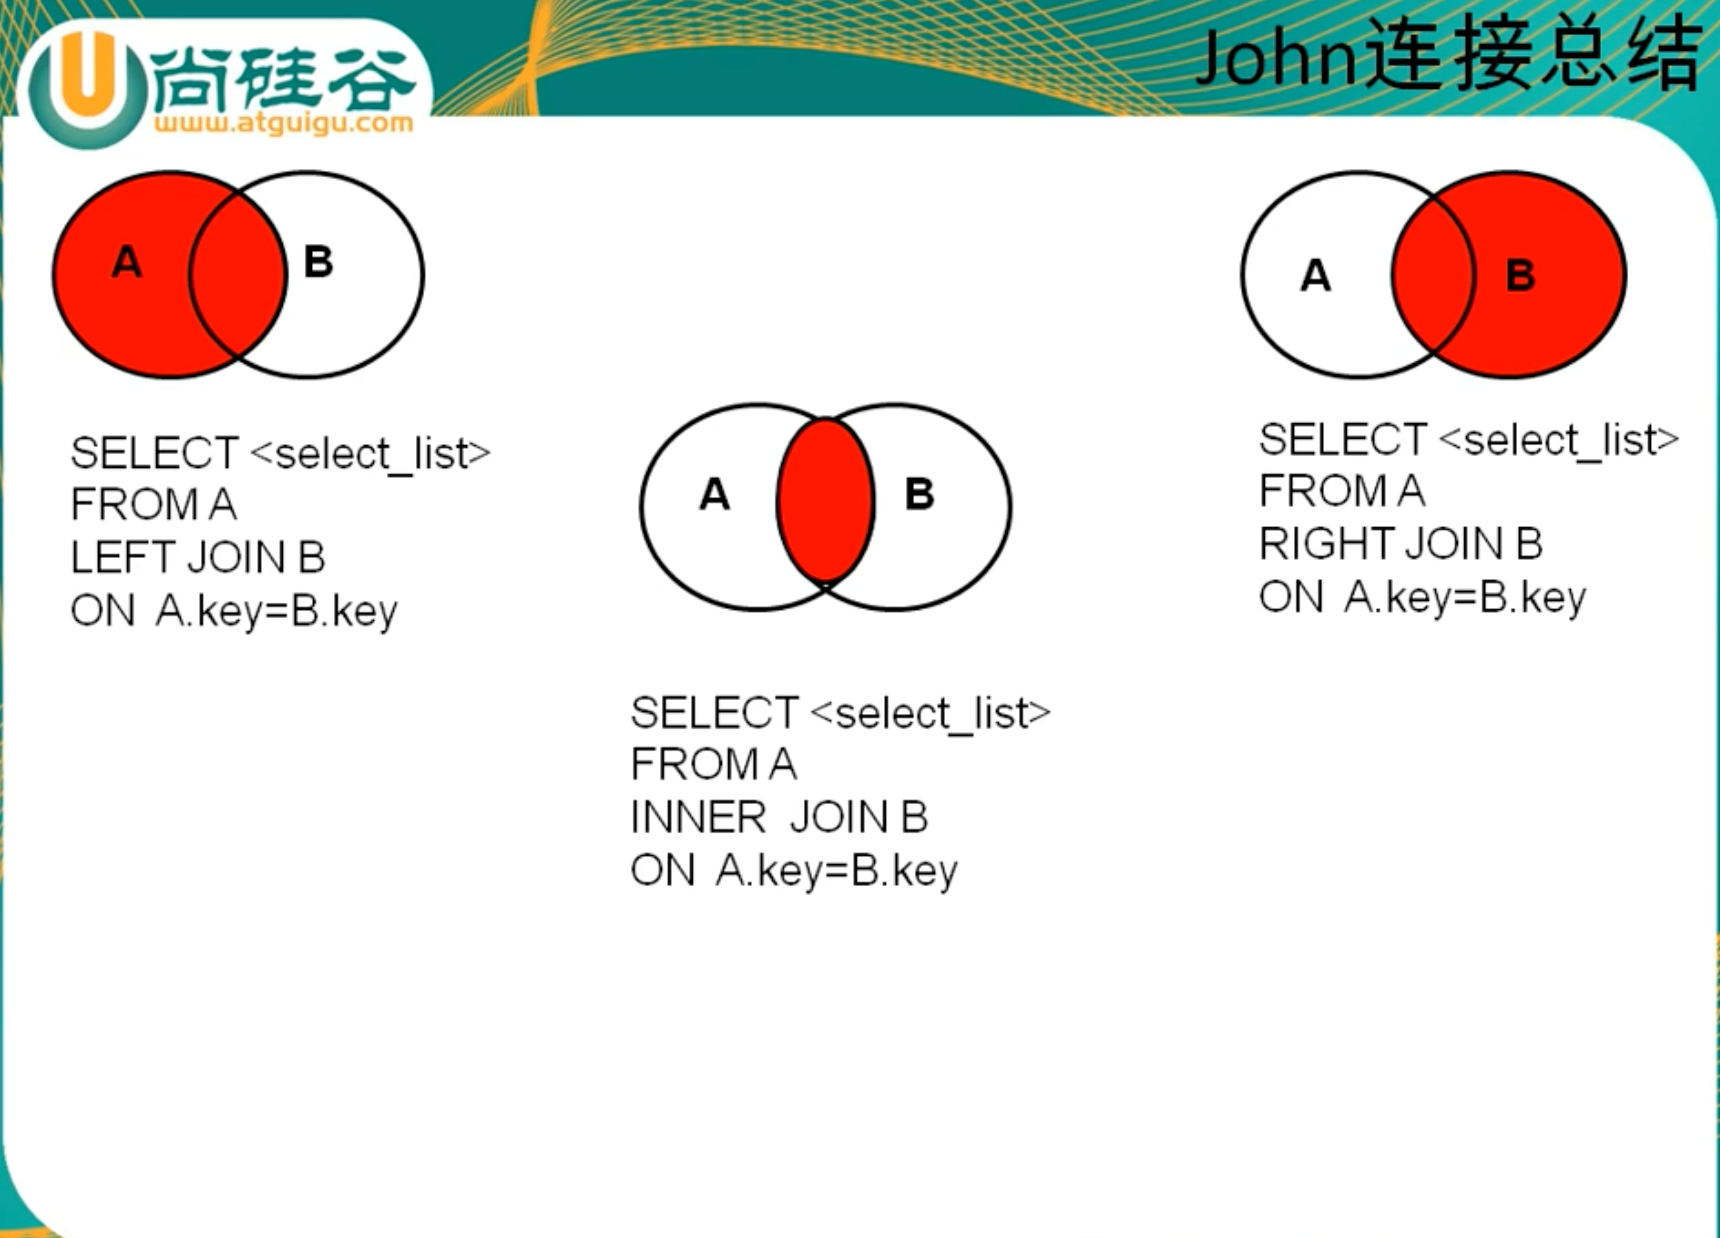 John连接总结
U尚硅谷
www.atguigu.com
A
B
SELECT <select_list>
FROM A
LEFT JOIN B
ON A.key=B.key
A
B
SELECT <select_list>
FROM A
INNER JOIN B
ON A.key=B.key
A
B
SELECT <select_list>
FROM A
RIGHT JOIN B
ON A.key=B.key